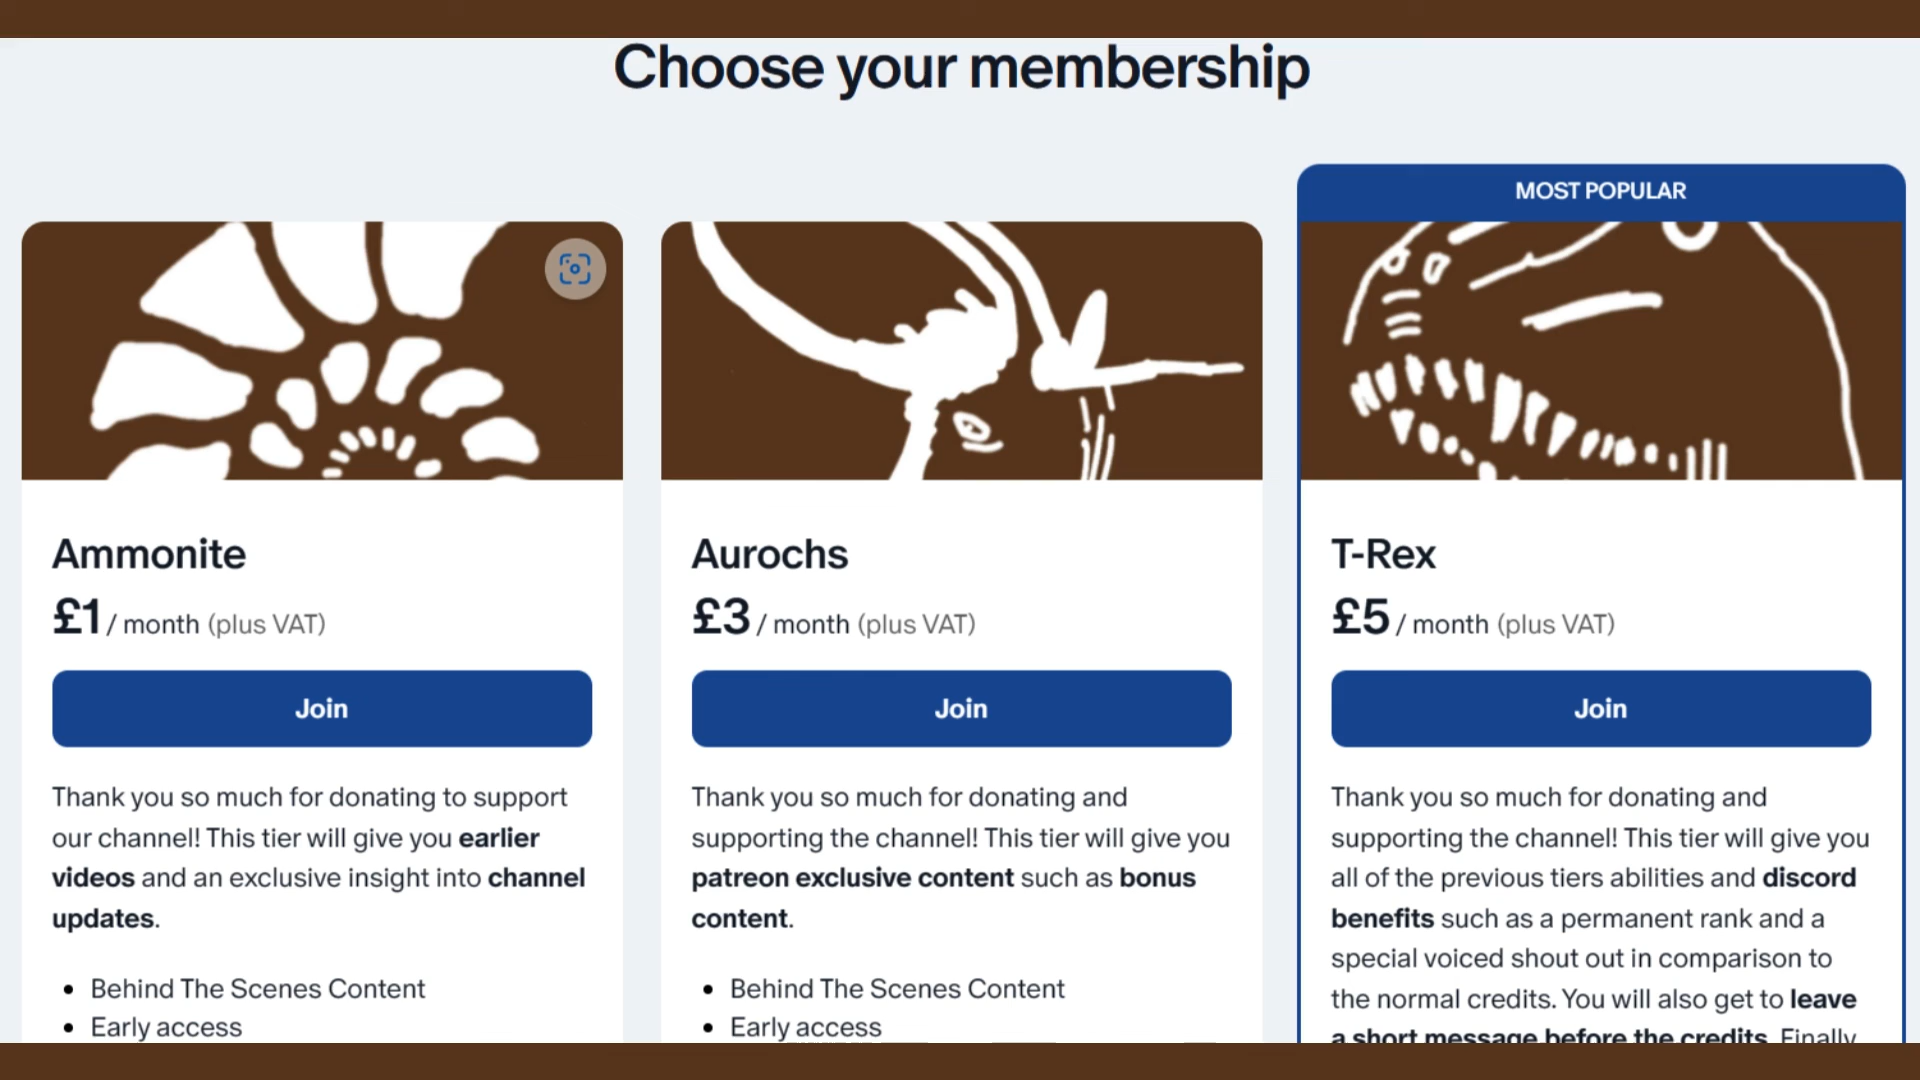 Choose your membership
MOST POPULAR
Ammonite
£1 / month (plus VAT)
Join
Thank you so much for donating to support
our channel! This tier will give you earlier
videos and an exclusive insight into channel
updates.
• Behind The Scenes Content
• Early access
Aurochs
£3 / month (plus VAT)
Join
Thank you so much for donating and
supporting the channel! This tier will give you
patreon exclusive content such as bonus
content.
• Behind The Scenes Content
• Early access
T-Rex
£5 / month (plus VAT)
Join
Thank you so much for donating and
supporting the channel! This tier will give you
all of the previous tiers abilities and discord
benefits such as a permanent rank and a
special voiced shout out in comparison to
the normal credits. You will also get to leave
a short message before the credits. Finally